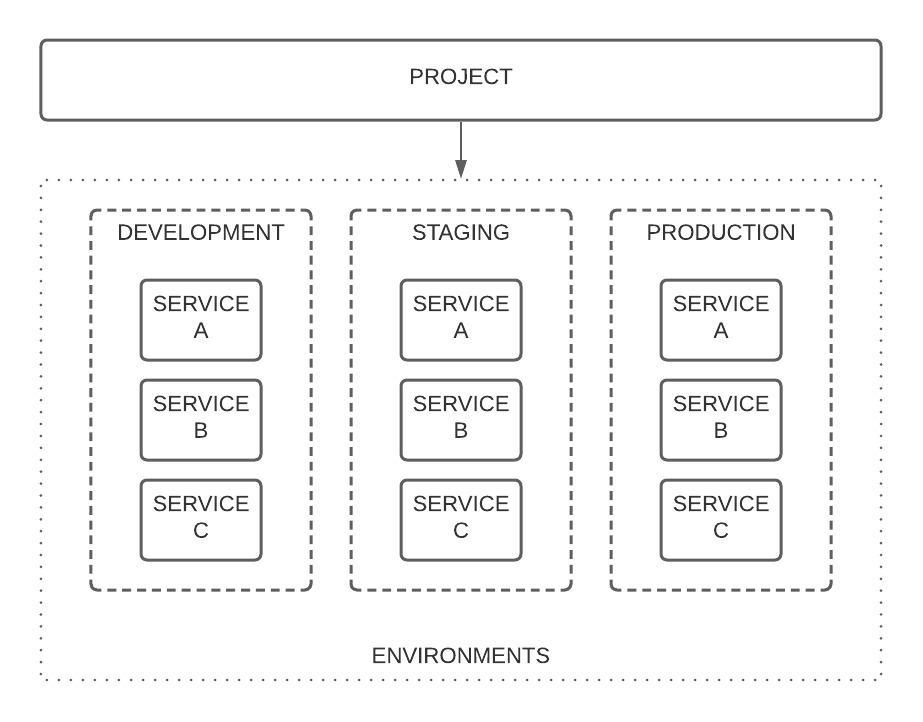 PROJECT
DEVELOPMENT
SERVICE
A
SERVICE
B
SERVICE
C
STAGING
SERVICE
A
SERVICE
B
SERVICE
C
PRODUCTION
SERVICE
A
SERVICE
B
SERVICE
C
ENVIRONMENTS